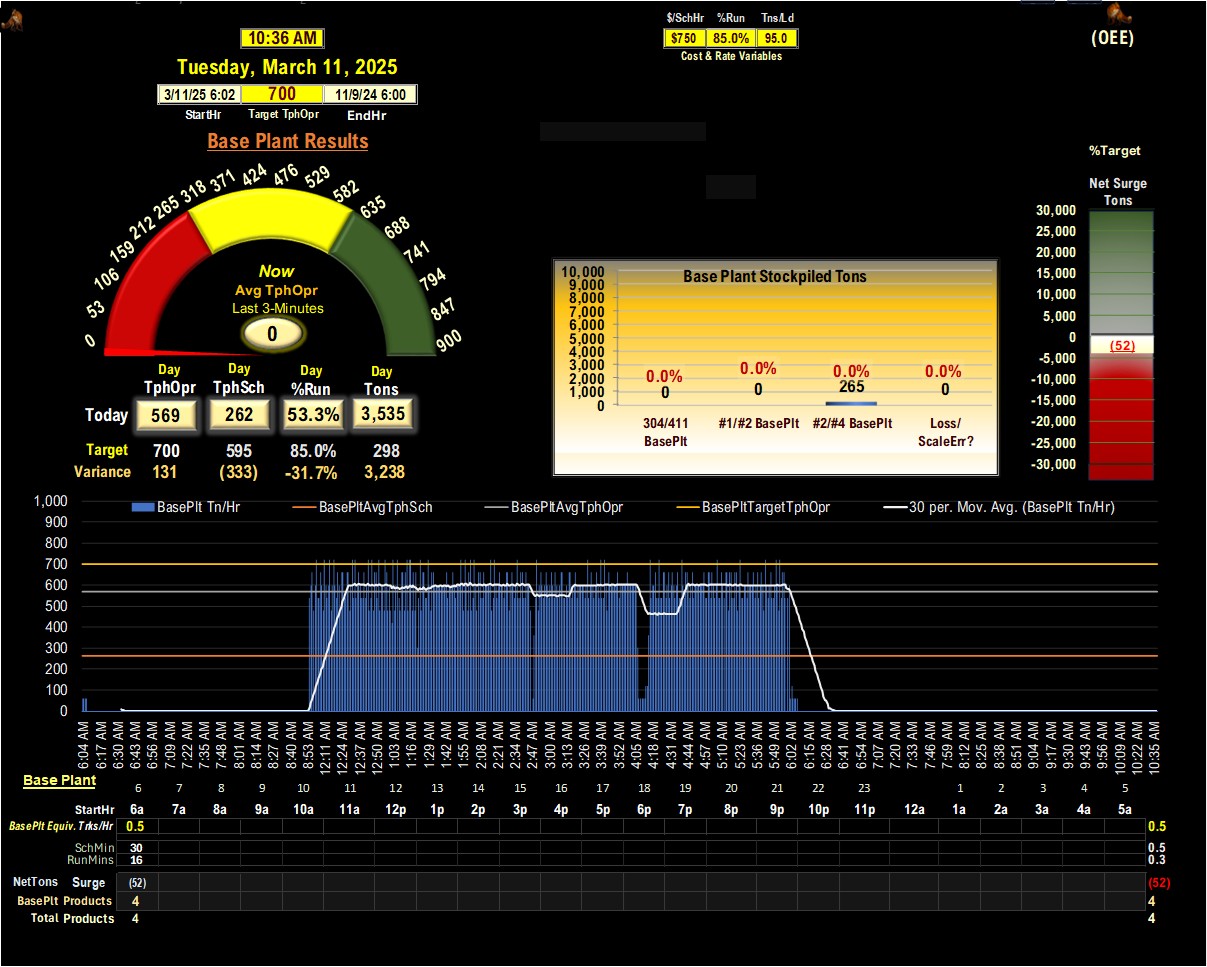 $/SchHr %Run Tns/Ld
10:36 AM
$750 85.0% 95.0
(OEE)
Cost & Rate Variables
Tuesday, March 11, 2025
3/11/25 6:02 700 11/9/24 6:00
StartHr Target TphOpr EndHr
Base Plant Results
%Target
Net Surge
Tons
0 53 106 159 212 265 318 371 424 476 529 582 635 688 741 794 847 900
Now
Avg TphOpr
Last 3-Minutes
0
Day Day Day Day
TphOpr TphSch %Run Tons
Today 569 262 53.3% 3,535
Target 700 595 85.0% 298
Variance 131 (333) -31.7% 3,238
Base Plant Stockpiled Tons
10,000
9,000
8,000
7,000
6,000
5,000
4,000
3,000
2,000
1,000
0
0.0% 0.0% 0.0% 0.0%
0 0 265 0
304/411 #1/#2 BasePlt #2/#4 BasePlt Loss/
BasePlt ScaleErr?
30,000
25,000
20,000
15,000
10,000
5,000
0
(52)
-5,000
-10,000
-15,000
-20,000
-25,000
-30,000
BasePlt Tn/Hr BasePltAvgTphSch BasePltAvgTphOpr BasePltTargetTphOpr 30 per. Mov. Avg. (BasePlt Tn/Hr)
1,000
900
800
700
600
500
400
300
200
100
0
6:04 AM 6:17 AM 6:30 AM 6:43 AM 6:56 AM 7:09 AM 7:22 AM 7:35 AM 7:48 AM 8:01 AM 8:14 AM 8:27 AM 8:40 AM 8:53 AM 12:11 AM 12:24 AM 12:37 AM 12:50 AM 1:03 AM 1:16 AM 1:29 AM 1:42 AM 1:55 AM 2:08 AM 2:21 AM 2:34 AM 2:47 AM 3:00 AM 3:13 AM 3:26 AM 3:39 AM 3:52 AM 4:05 AM 4:18 AM 4:31 AM 4:44 AM 4:57 AM 5:10 AM 5:23 AM 5:36 AM 5:49 AM 6:02 AM 6:15 AM 6:28 AM 6:41 AM 6:54 AM 7:07 AM 7:20 AM 7:33 AM 7:46 AM 7:59 AM 8:12 AM 8:25 AM 8:38 AM 8:51 AM 9:04 AM 9:17 AM 9:30 AM 9:43 AM 9:56 AM 10:09 AM 10:22 AM 10:35 AM
Base Plant
6 7 8 9 10 11 12 13 14 15 16 17 18 19 20 21 22 23 1 2 3 4 5
StartHr 6a 7a 8a 9a 10a 11a 12p 1p 2p 3p 4p 5p 6p 7p 8p 9p 10p 11p 12a 1a 2a 3a 4a 5a
BasePlt Equiv. Trks/Hr 0.5 0.5
SchMin 30 0.5
RunMins 16 0.3
NetTons Surge (52) (52)
BasePlt Products 4 4
Total Products 4 4